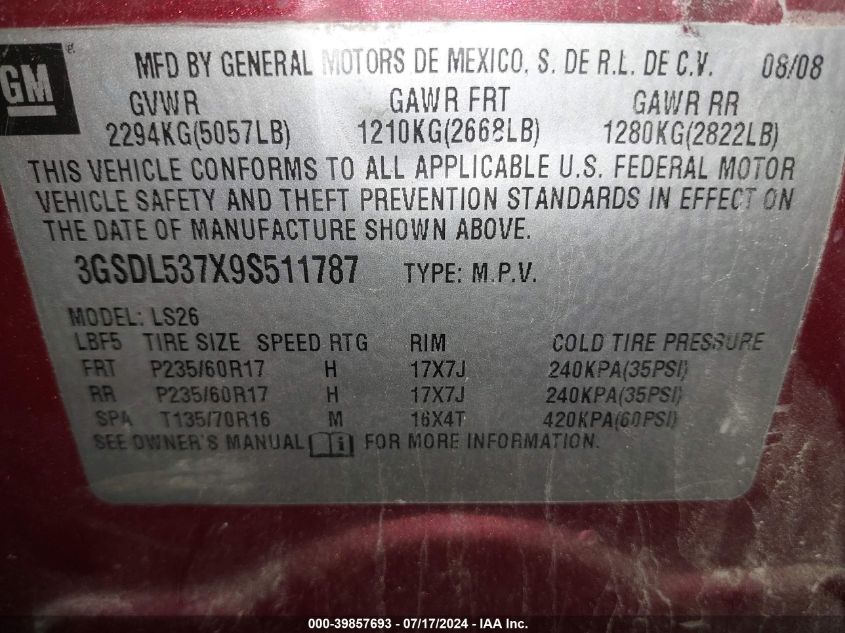 GM ®
MFD BY GENERAL MOTORS DE MEXICO, S. DE R.L. DE C.V. 08/08
GVWR GAWR FRT GAWR RR
2294KG(5057LB) 1210KG(2668LB) 1280KG(2822LB)
THIS VEHICLE CONFORMS TO ALL APPLICABLE U.S. FEDERAL MOTOR
VEHICLE SAFETY AND THEFT PREVENTION STANDARDS IN EFFECT ON
THE DATE OF MANUFACTURE SHOWN ABOVE.
3GSDL537X9S511787 TYPE: M.P.V.
MODEL: LS26
LBF5 TIRE SIZE SPEED RTG RIM COLD TIRE PRESSURE
FRT P235/60R17 H 17X7J 240KPA(35PSI)
RR P235/60R17 H 17X7J 240KPA(35PSI)
SPA T135/70R16 M 16X4T 420KPA(60PSI)
SEE OWNER'S MANUAL i FOR MORE INFORMATION.
000-39857693 - 07/17/2024 - IAA Inc.